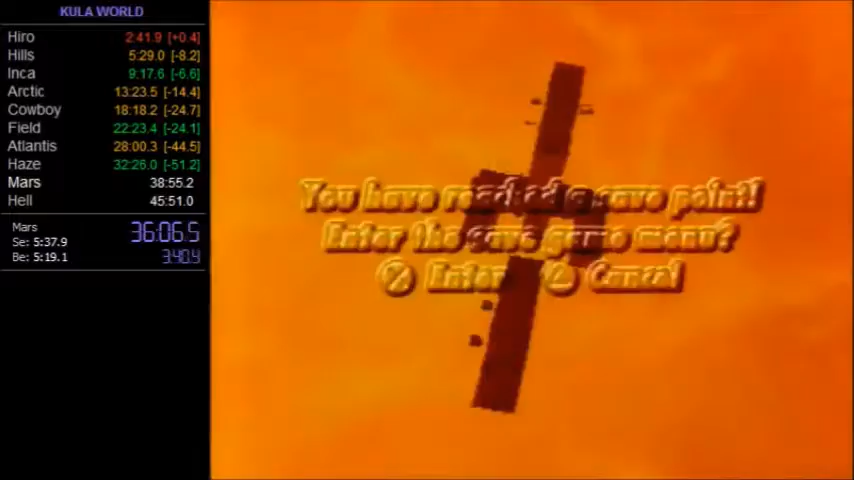 KULA WORLD
Hiro 2:41.9 [+0.4]
Hills 5:29.0 [-8.2]
Inca 9:17.6 [-6.6]
Arctic 13:23.5 [-14.4]
Cowboy 18:18.2 [-24.7]
Field 22:23.4 [-24.1]
Atlantis 28:00.3 [-44.5]
Haze 32:26.0 [-51.2]
Mars 38:55.2
Hell 45:51.0
Mars 36:06.5
Se: 5:37.9
Be: 5:19.1 3:40.9
You have reached a save point!
Enter the save game menu?
Enter Cancel